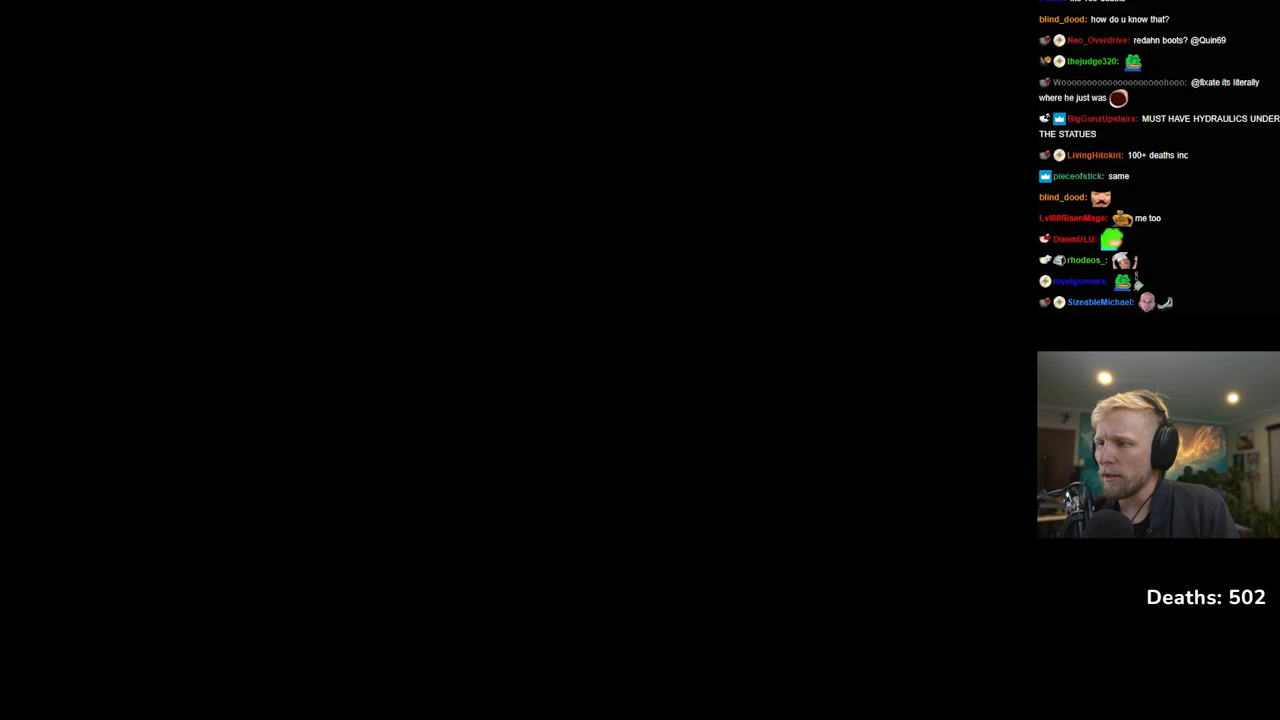 blind_dood: how do u know that?
Neo_Overdrive: redahn boots? @Quin69
thejudge320:
@fixate its literally
where he just was
BigGunzUpstairs: MUST HAVE HYDRAULICS UNDER
THE STATUES
LivingHitokiri: 100+ deaths inc
pieceofstick: same
blind_dood:
Lvl80RisenMage: me too
DoomULU:
rhodeos_:
SizeableMichael:
Deaths: 502